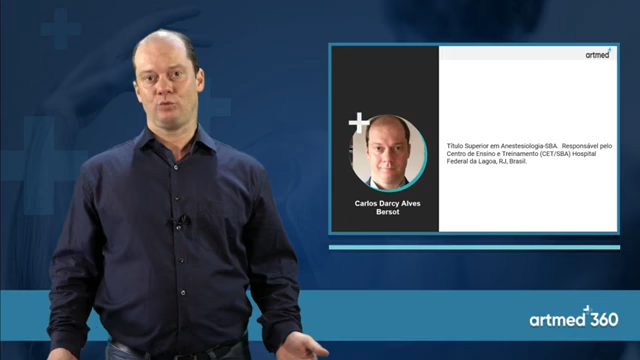 artmed
Título Superior em Anestesiologia-SBA. Responsável pelo
Centro de Ensino e Treinamento (CET/SBA) Hospital
Federal da Lagoa, RJ, Brasil.
Carlos Darcy Alves
Bersot
artmed 360